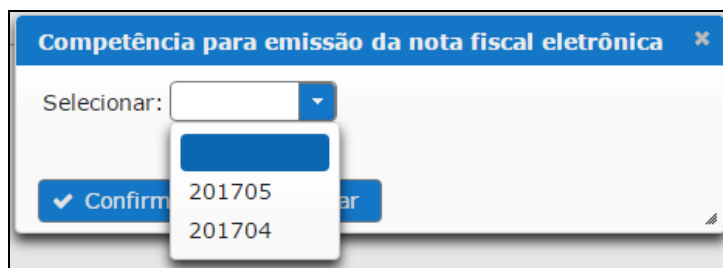 Competência para emissão da nota fiscal eletrônica
Selecionar:
201705
201704
Confirm
ar